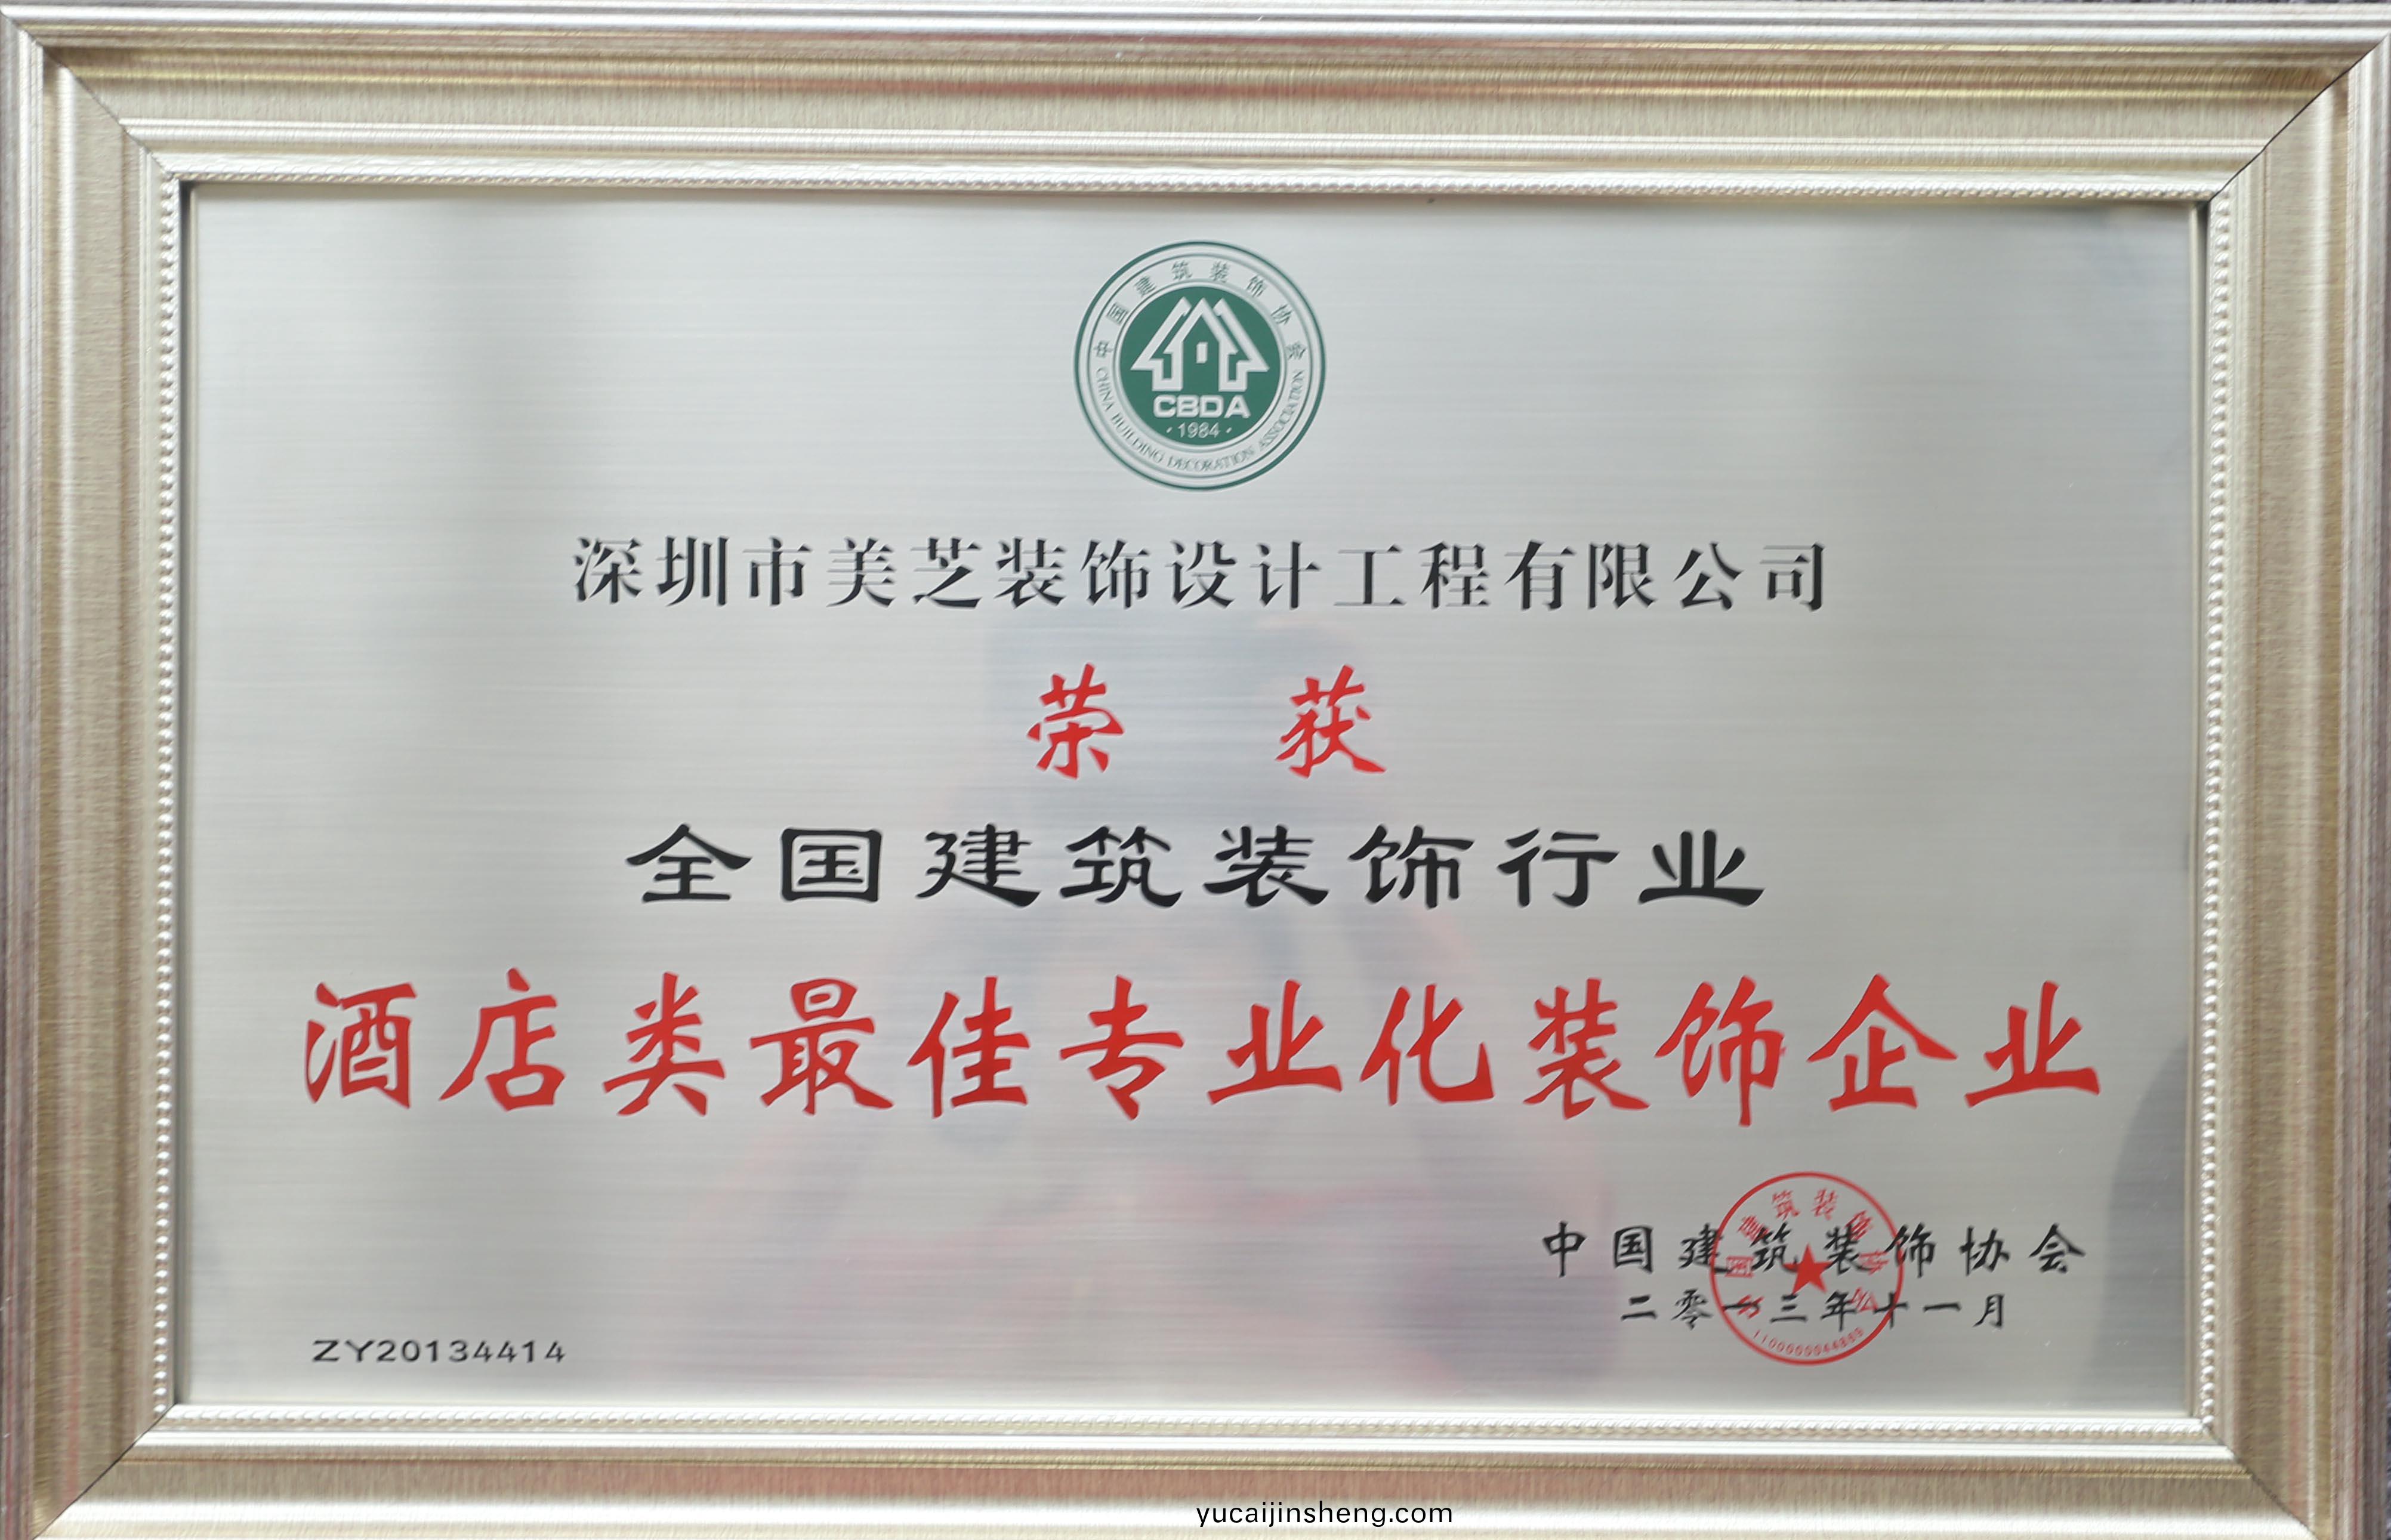 中国建筑装饰协会
CBDA
·1984·
CHINA BUILDING DECORATION ASSOCIATION
深圳市美芝装饰设计工程有限公司
荣 获
全国建筑装饰行业
酒店类最佳专业化装饰企业
中国建筑装饰协会
二零一三年十一月
ZY20134414
yucaijinsheng.com